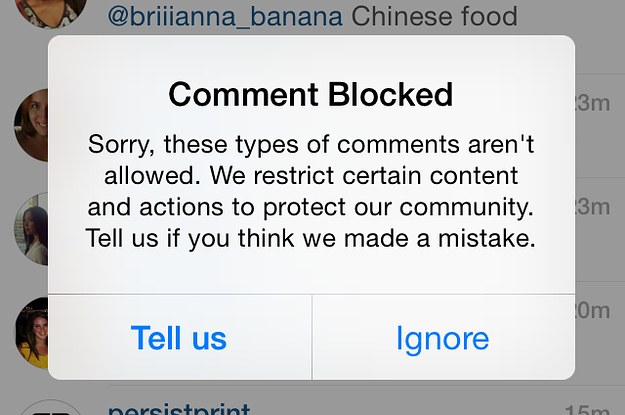 @briiianna_banana Chinese food
Comment Blocked
23m
Sorry, these types of comments aren't
allowed. We restrict certain content
and actions to protect our community.
23m
Tell us if you think we made a mistake.
20m
Tell us
Ignore
persistprint
15m